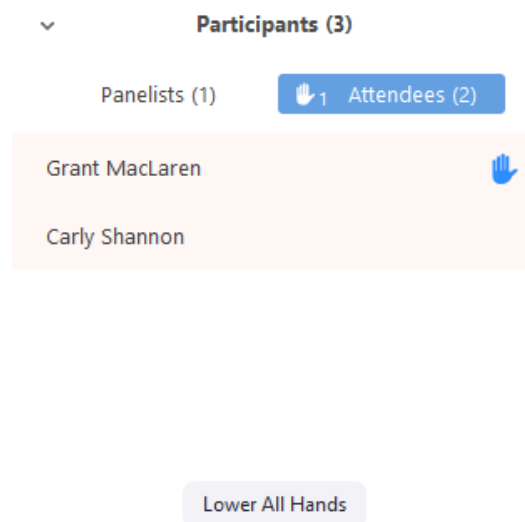 Participants (3)
Panelists (1) 1 Attendees (2)
Grant MacLaren
Carly Shannon
Lower All Hands